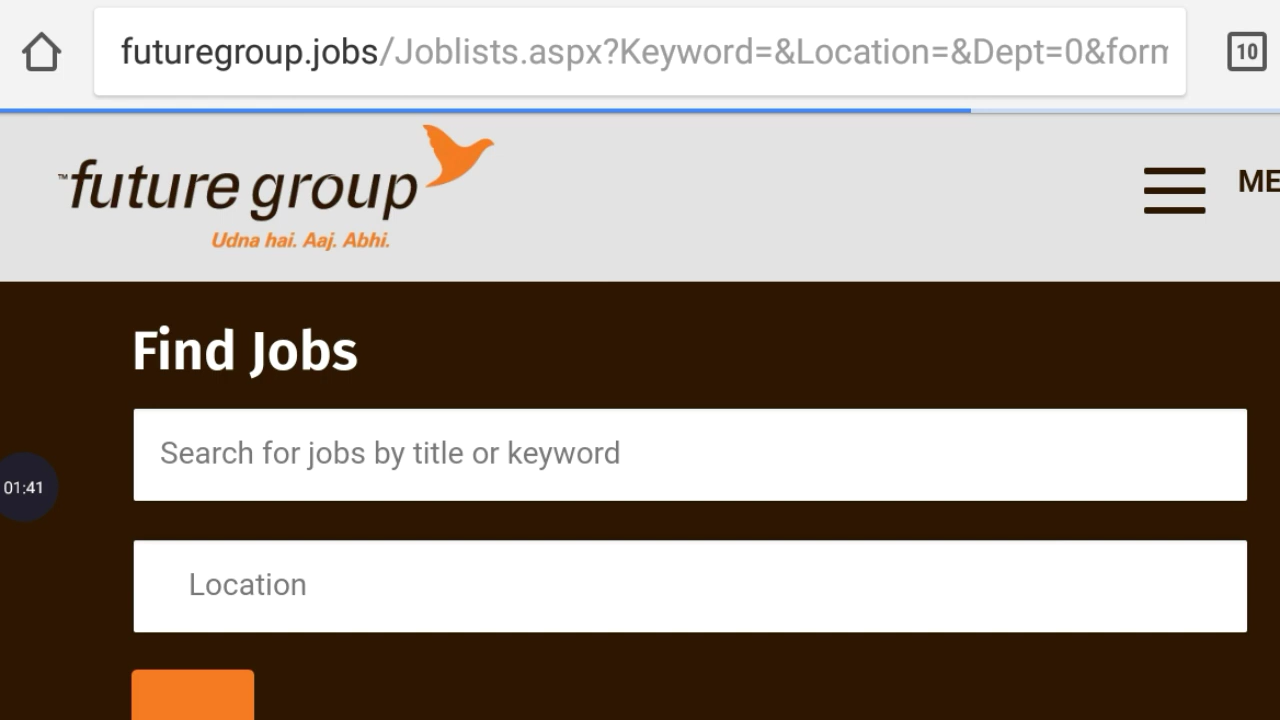 futuregroup.jobs/Joblists.aspx?Keyword=&Location=&Dept=0&form
10
™future group
Udna hai. Aaj. Abhi.
ME
Find Jobs
Search for jobs by title or keyword
01:41
Location